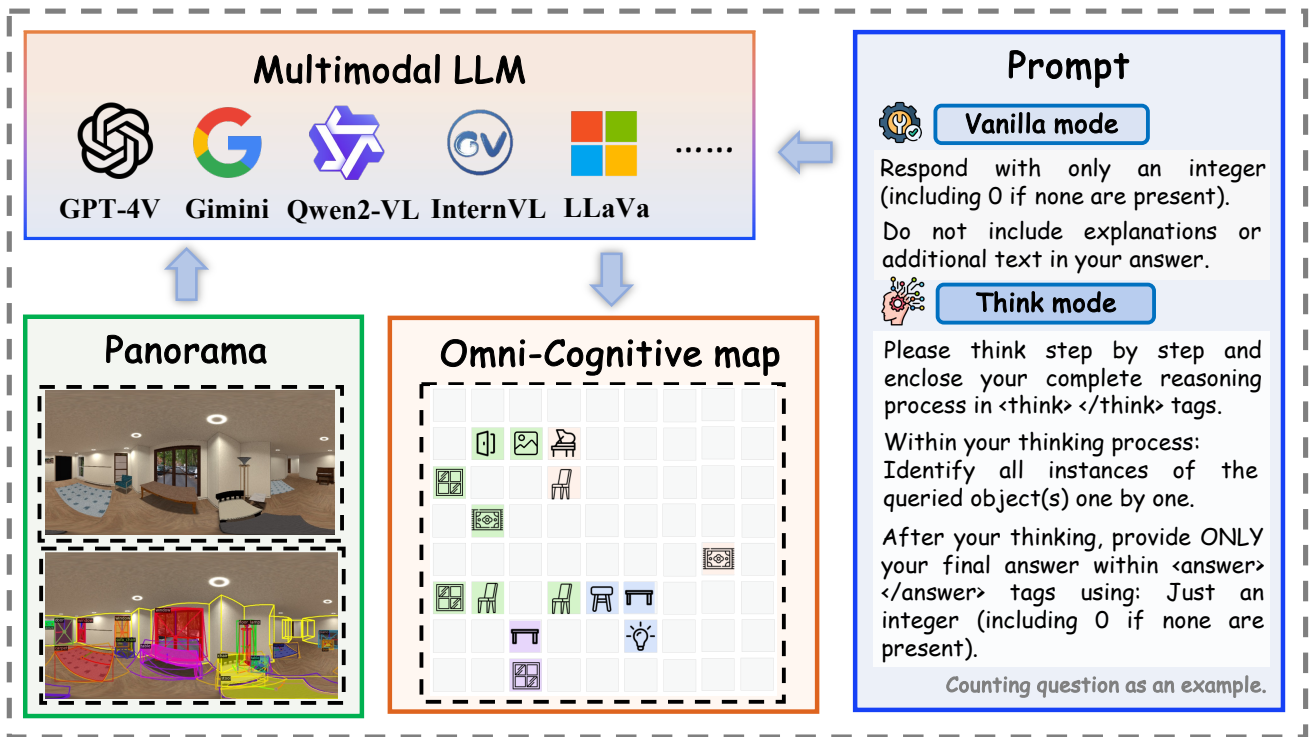 Multimodal LLM
GV
GPT-4V
Gimini
Qwen2-VL
InternVL
LLaVa
......
Panorama
Omni-Cognitive map
Prompt
Vanilla mode
Respond with only an integer
(including 0 if none are present).
Do not include explanations or
additional text in your answer.
Think mode
Please think step by step and
enclose your complete reasoning
process in <think> </think> tags.
Within your thinking process:
Identify all instances of the
queried object(s) one by one.
After your thinking, provide ONLY
your final answer within <answer>
</answer> tags using: Just an
integer (including 0 if none are
present).
Counting question as an example.